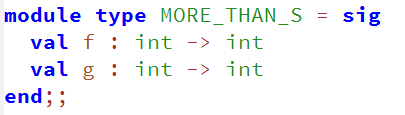 module type MORE_THAN_S = sig
  val f : int -> int
  val g : int -> int
end;;